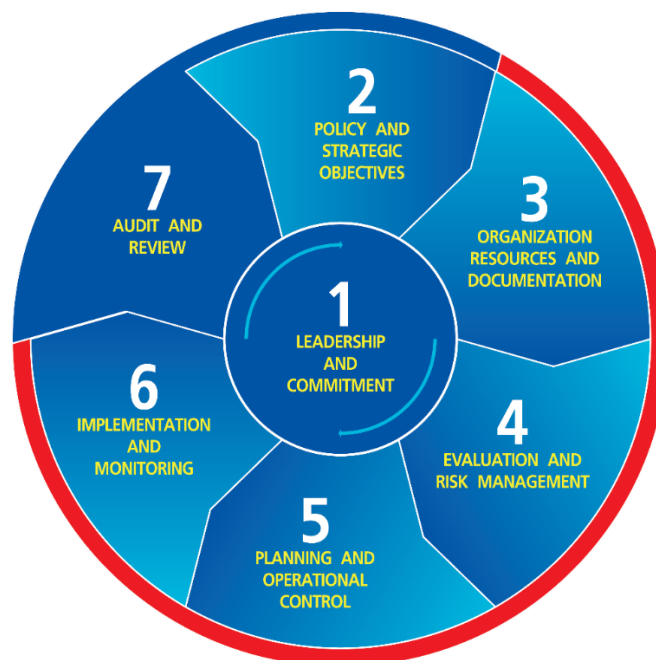 1
LEADERSHIP
AND
COMMITMENT
2
POLICY AND
STRATEGIC
OBJECTIVES
3
ORGANIZATION
RESOURCES AND
DOCUMENTATION
4
EVALUATION AND
RISK MANAGEMENT
5
PLANNING AND
OPERATIONAL
CONTROL
6
IMPLEMENTATION
AND
MONITORING
7
AUDIT AND
REVIEW